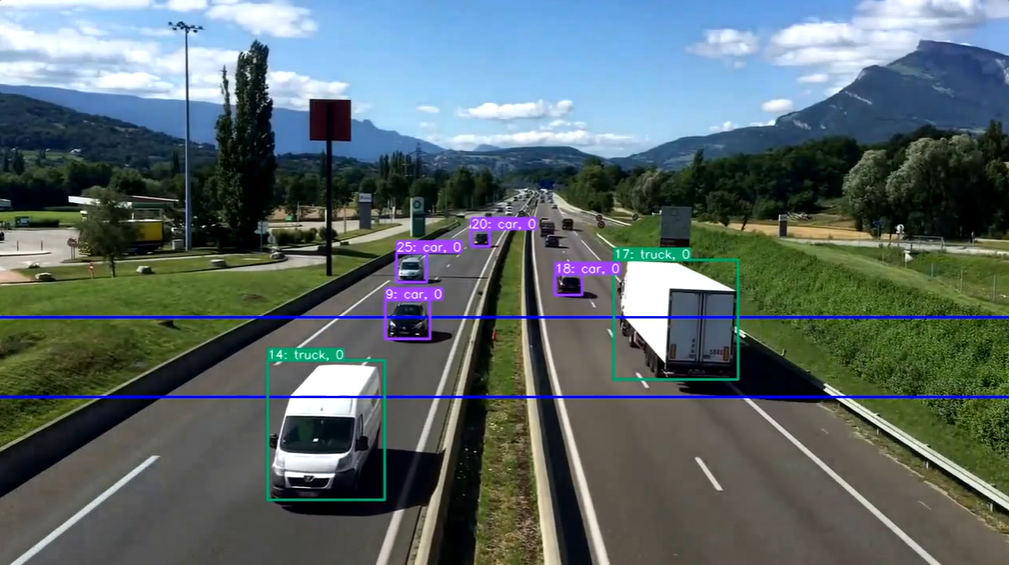 20: car, 0
25: car, 0
17: truck, 0
18: car, 0
9: car, 0
14: truck, 0